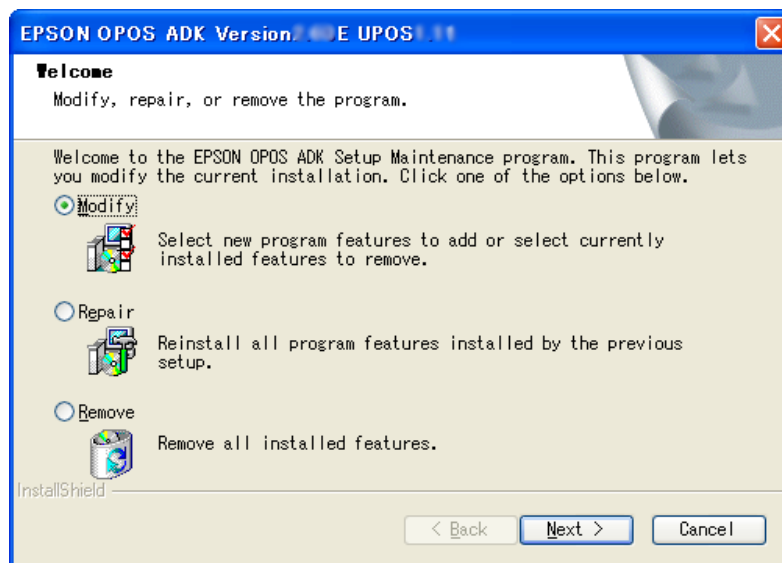 EPSON OPOS ADK Version E UPOS
Welcome
Modify, repair, or remove the program.
Welcome to the EPSON OPOS ADK Setup Maintenance program. This program lets
you modify the current installation. Click one of the options below.
Modify
Select new program features to add or select currently
installed features to remove.
Repair
Reinstall all program features installed by the previous
setup.
Remove
Remove all installed features.
InstallShield
< Back Next > Cancel